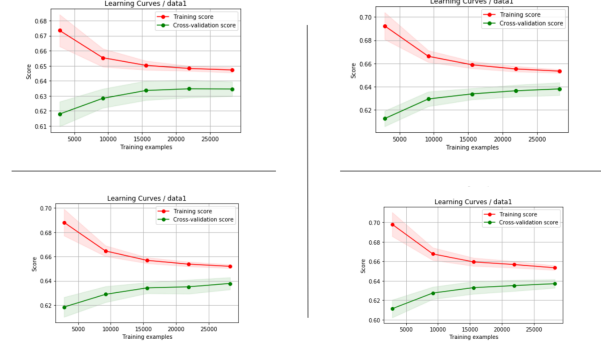 Learning Curves / data1
0.68
0.67
0.66
0.65
0.64
0.63
0.62
0.61
Score
Training score
Cross-validation score
5000 10000 15000 20000 25000
Training examples
Learning Curves / data1
0.70
0.68
0.66
0.64
0.62
Score
Training score
Cross-validation score
5000 10000 15000 20000 25000
Training examples
Learning Curves / data1
0.70
0.68
0.66
0.64
0.62
Score
Training score
Cross-validation score
5000 10000 15000 20000 25000
Training examples
Learning Curves / data1
0.70
0.68
0.66
0.64
0.62
0.60
Score
Training score
Cross-validation score
5000 10000 15000 20000 25000
Training examples